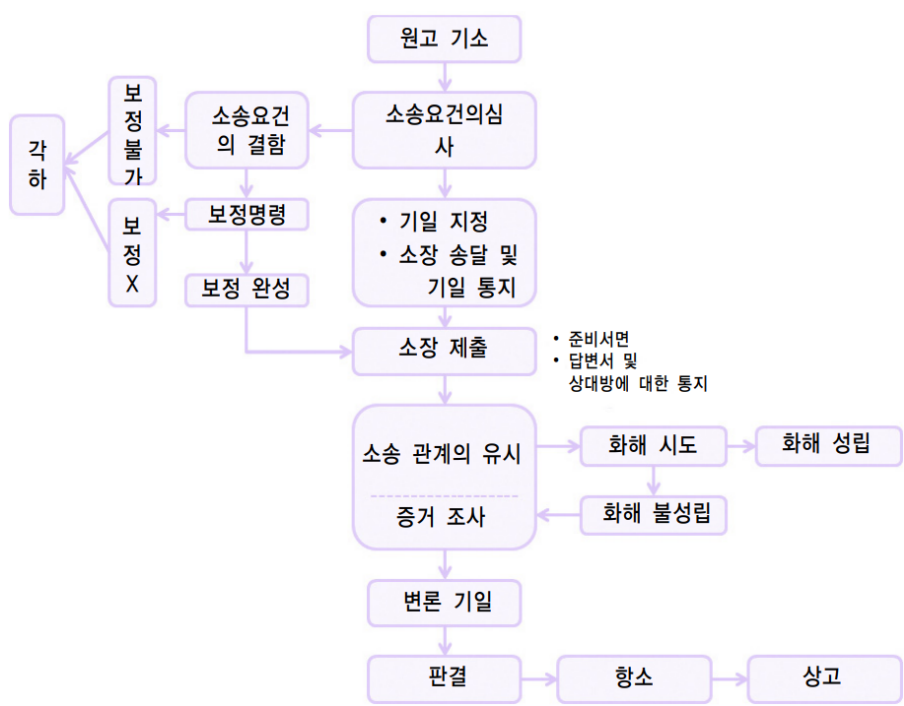 원고 기소
소송요건의심
사
소송요건
의 결함
보
정
불
가
각
하
보정명령
보
정
X
보정 완성
• 기일 지정
• 소장 송달 및
기일 통지
소장 제출
• 준비서면
• 답변서 및
상대방에 대한 통지
소송 관계의 유시
증거 조사
화해 시도
화해 성립
화해 불성립
변론 기일
판결
항소
상고